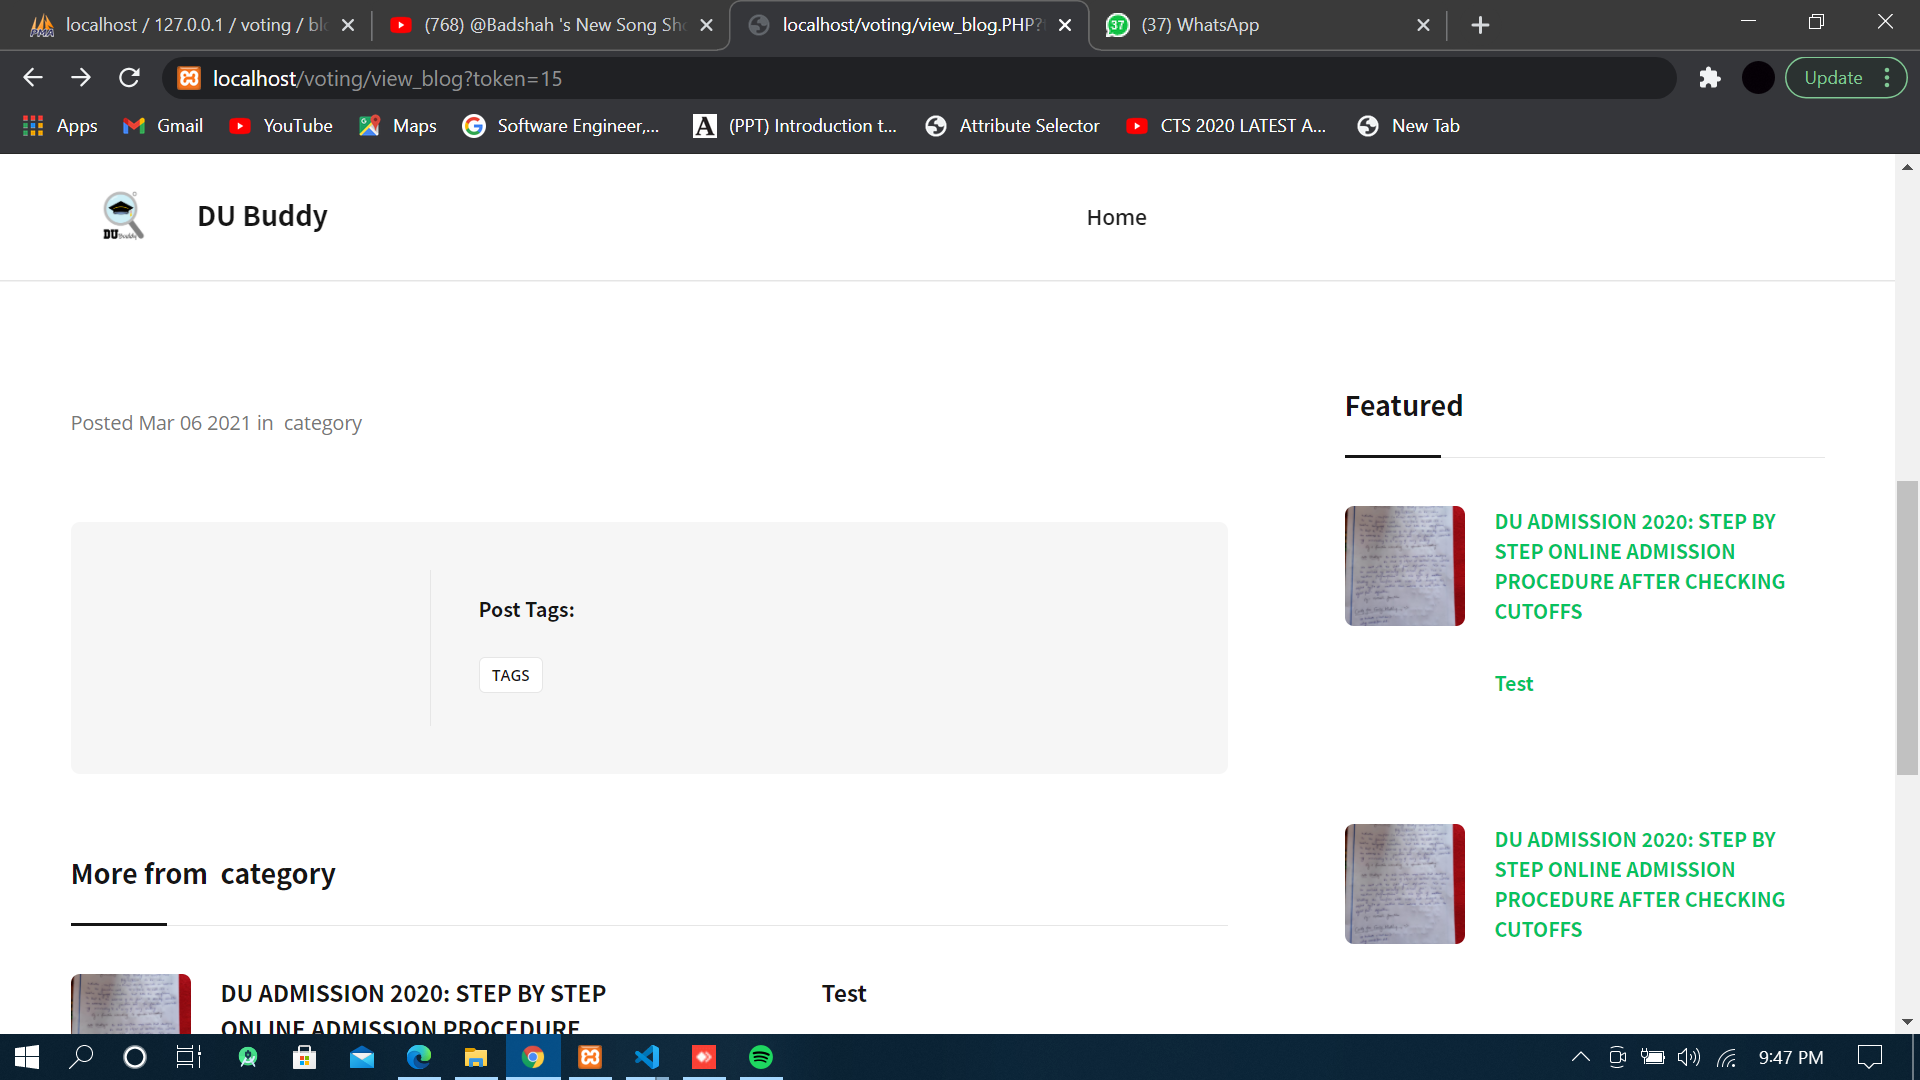 localhost / 127.0.0.1 / voting / bl
(768) @Badshah 's New Song Sho
localhost/voting/view_blog.PHP?
37
(37) WhatsApp
localhost/voting/view_blog?token=15
Update
Apps
Gmail
YouTube
Maps
Software Engineer,...
A
(PPT) Introduction t...
Attribute Selector
CTS 2020 LATEST A...
New Tab
DU
DU Buddy
Home
Posted Mar 06 2021 in category
Post Tags:
TAGS
More from category
DU ADMISSION 2020: STEP BY STEP
ONLINE ADMISSION PROCEDURE
Test
Featured
DU ADMISSION 2020: STEP BY
STEP ONLINE ADMISSION
PROCEDURE AFTER CHECKING
CUTOFFS
Test
DU ADMISSION 2020: STEP BY
STEP ONLINE ADMISSION
PROCEDURE AFTER CHECKING
CUTOFFS
9:47 PM